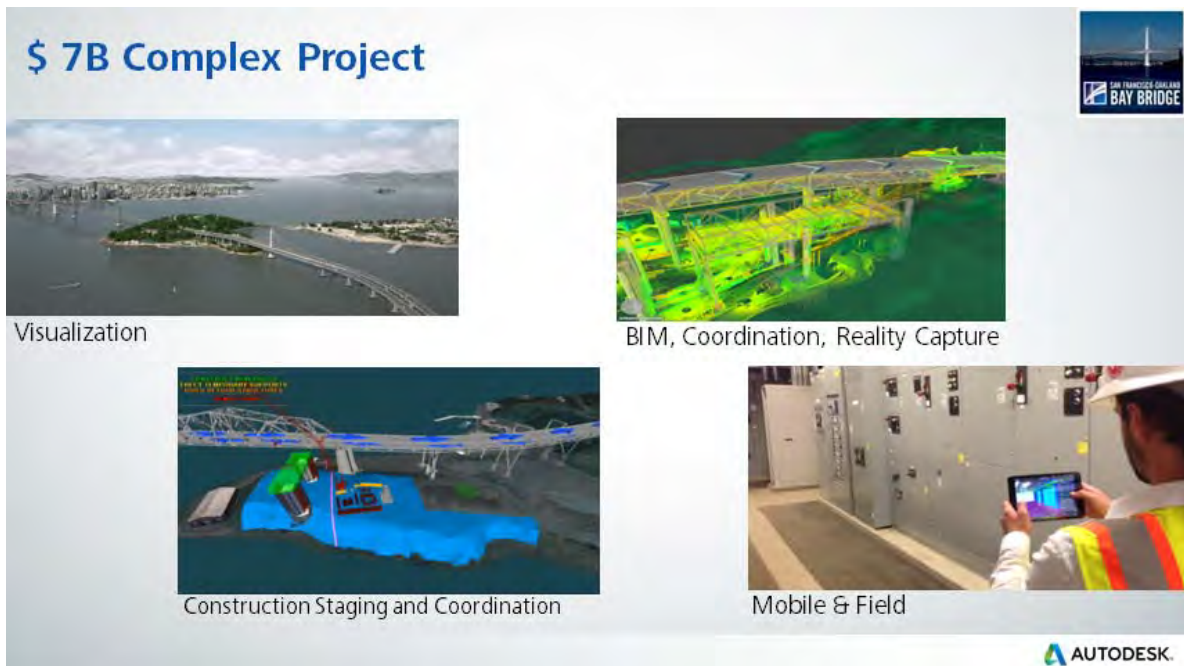 $ 7B Complex Project
SAN FRANCISCO-OAKLAND
BAY BRIDGE
Visualization
BIM, Coordination, Reality Capture
Construction Staging and Coordination
Mobile & Field
AUTODESK.